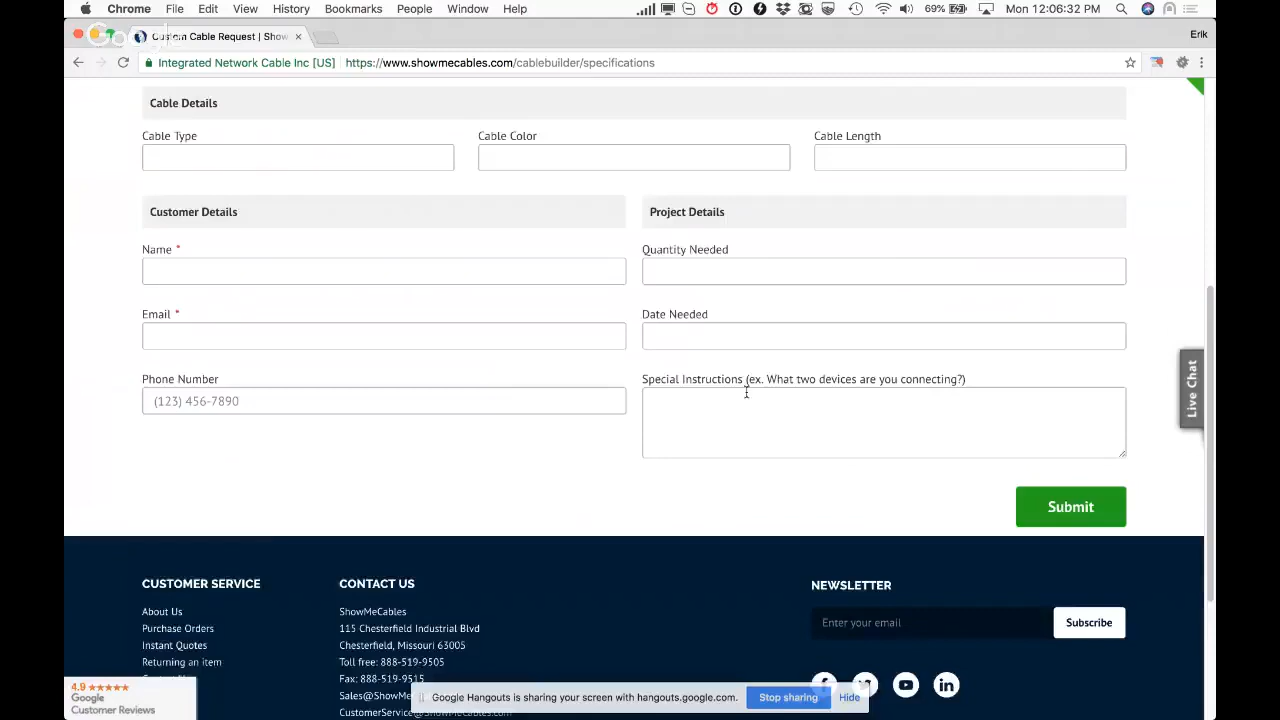 Chrome File Edit View History Bookmarks People Window Help 69% Mon 12:06:32 PM
Google
Custom Cable Request | Show
Erik
Integrated Network Cable Inc [US] https://www.showmecables.com/cablebuilder/specifications
Cable Details
Cable Type Cable Color Cable Length
Customer Details Project Details
Name * Quantity Needed
Email * Date Needed
Phone Number Special Instructions (ex. What two devices are you connecting?)
(123) 456-7890
Live Chat
Submit
CUSTOMER SERVICE CONTACT US NEWSLETTER
About Us ShowMeCables
Enter your email Subscribe
Purchase Orders 115 Chesterfield Industrial Blvd
Instant Quotes Chesterfield, Missouri 63005
Returning an item Toll free: 888-519-9505
Fax: 888-519-9515
4.9 ★★★★★
Google
Customer Reviews
Sales@ShowMe
Google Hangouts is sharing your screen with hangouts.google.com. Stop sharing Hide
CustomerService@ShowMeCables.com